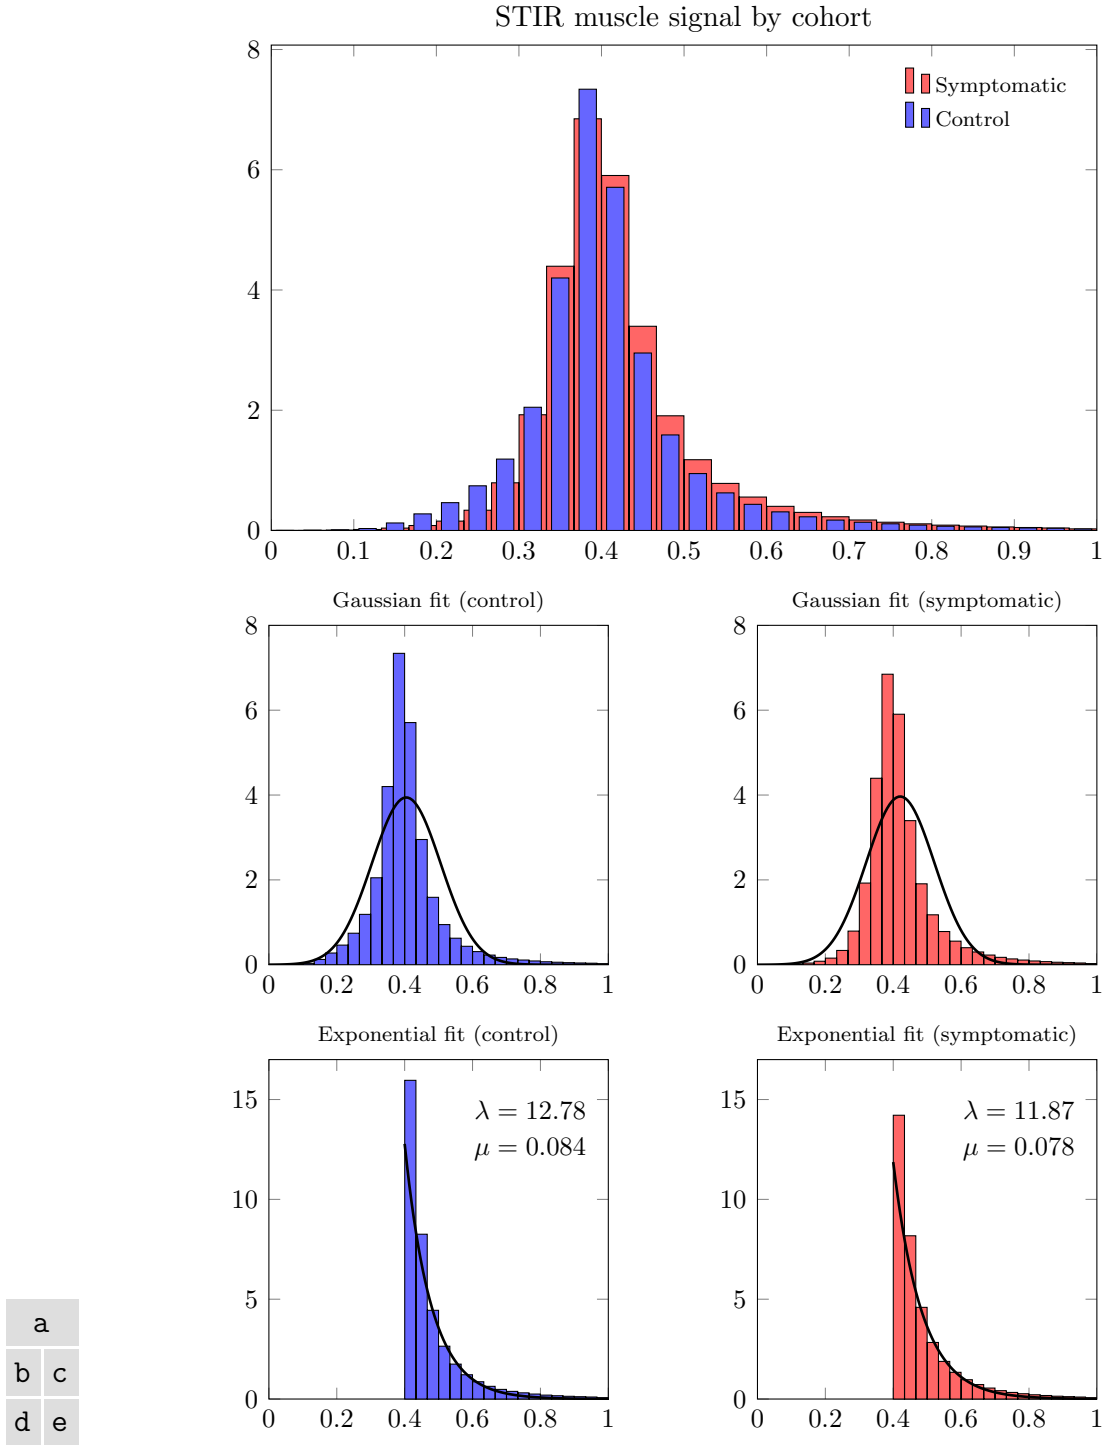 STIR muscle signal by cohort
8
6
4
2
0
Symptomatic
Control
0 0.1 0.2 0.3 0.4 0.5 0.6 0.7 0.8 0.9 1
Gaussian fit (control)
8
6
4
2
0
0 0.2 0.4 0.6 0.8 1
Gaussian fit (symptomatic)
8
6
4
2
0
0 0.2 0.4 0.6 0.8 1
Exponential fit (control)
15
10
5
0
λ = 12.78
μ = 0.084
0 0.2 0.4 0.6 0.8 1
Exponential fit (symptomatic)
15
10
5
0
λ = 11.87
μ = 0.078
0 0.2 0.4 0.6 0.8 1
a
b c
d e